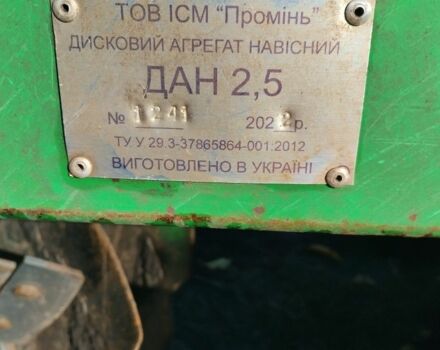 ТОВ ІСМ "Промінь"
ДИСКОВИЙ АГРЕГАТ НАВІСНИЙ
ДАН 2,5
№ 1241 2022р.
ТУ У 29.3-37865864-001:2012
ВИГОТОВЛЕНО В УКРАЇНІ